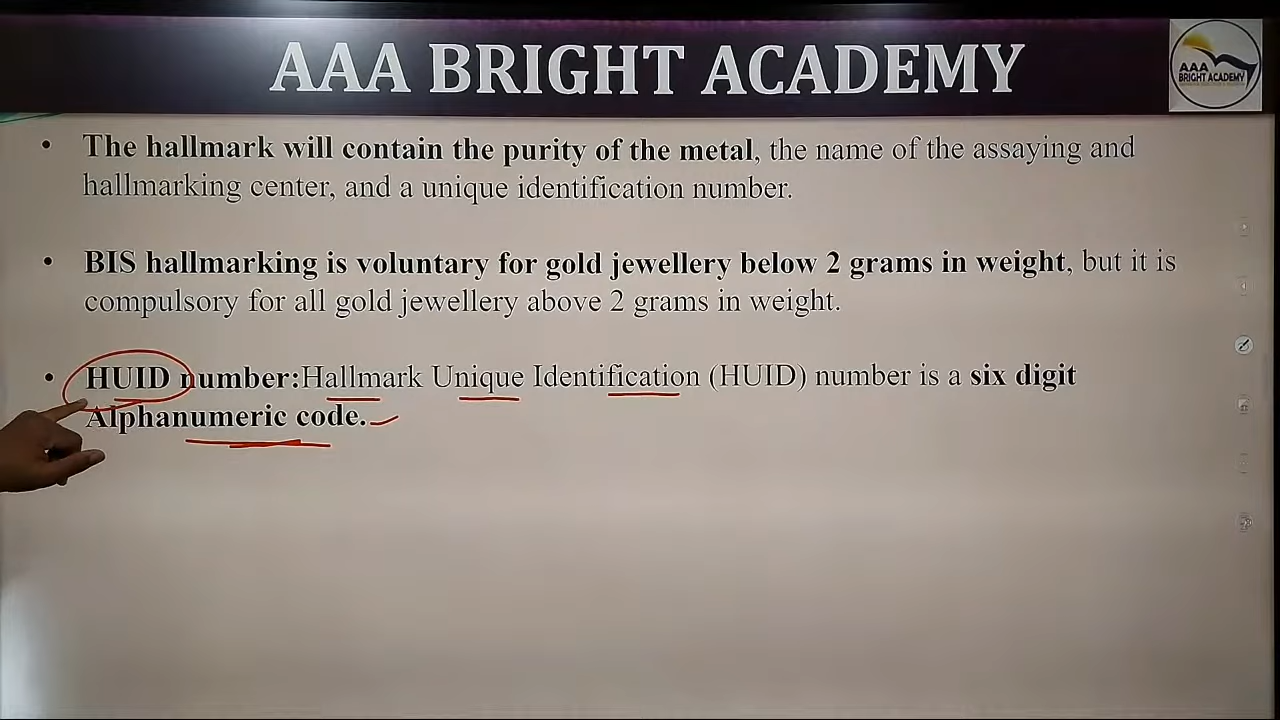 AAA BRIGHT ACADEMY
AAA
BRIGHT ACADEMY
• The hallmark will contain the purity of the metal, the name of the assaying and
hallmarking center, and a unique identification number.
• BIS hallmarking is voluntary for gold jewellery below 2 grams in weight, but it is
compulsory for all gold jewellery above 2 grams in weight.
• HUID number:Hallmark Unique Identification (HUID) number is a six digit
Alphanumeric code.